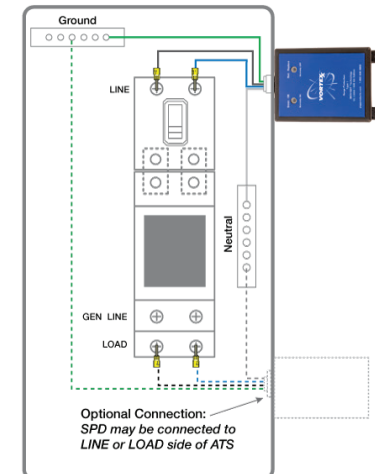 Ground
LINE
VORTEX
Neutral
GEN LINE
LOAD
Optional Connection:
SPD may be connected to
LINE or LOAD side of ATS